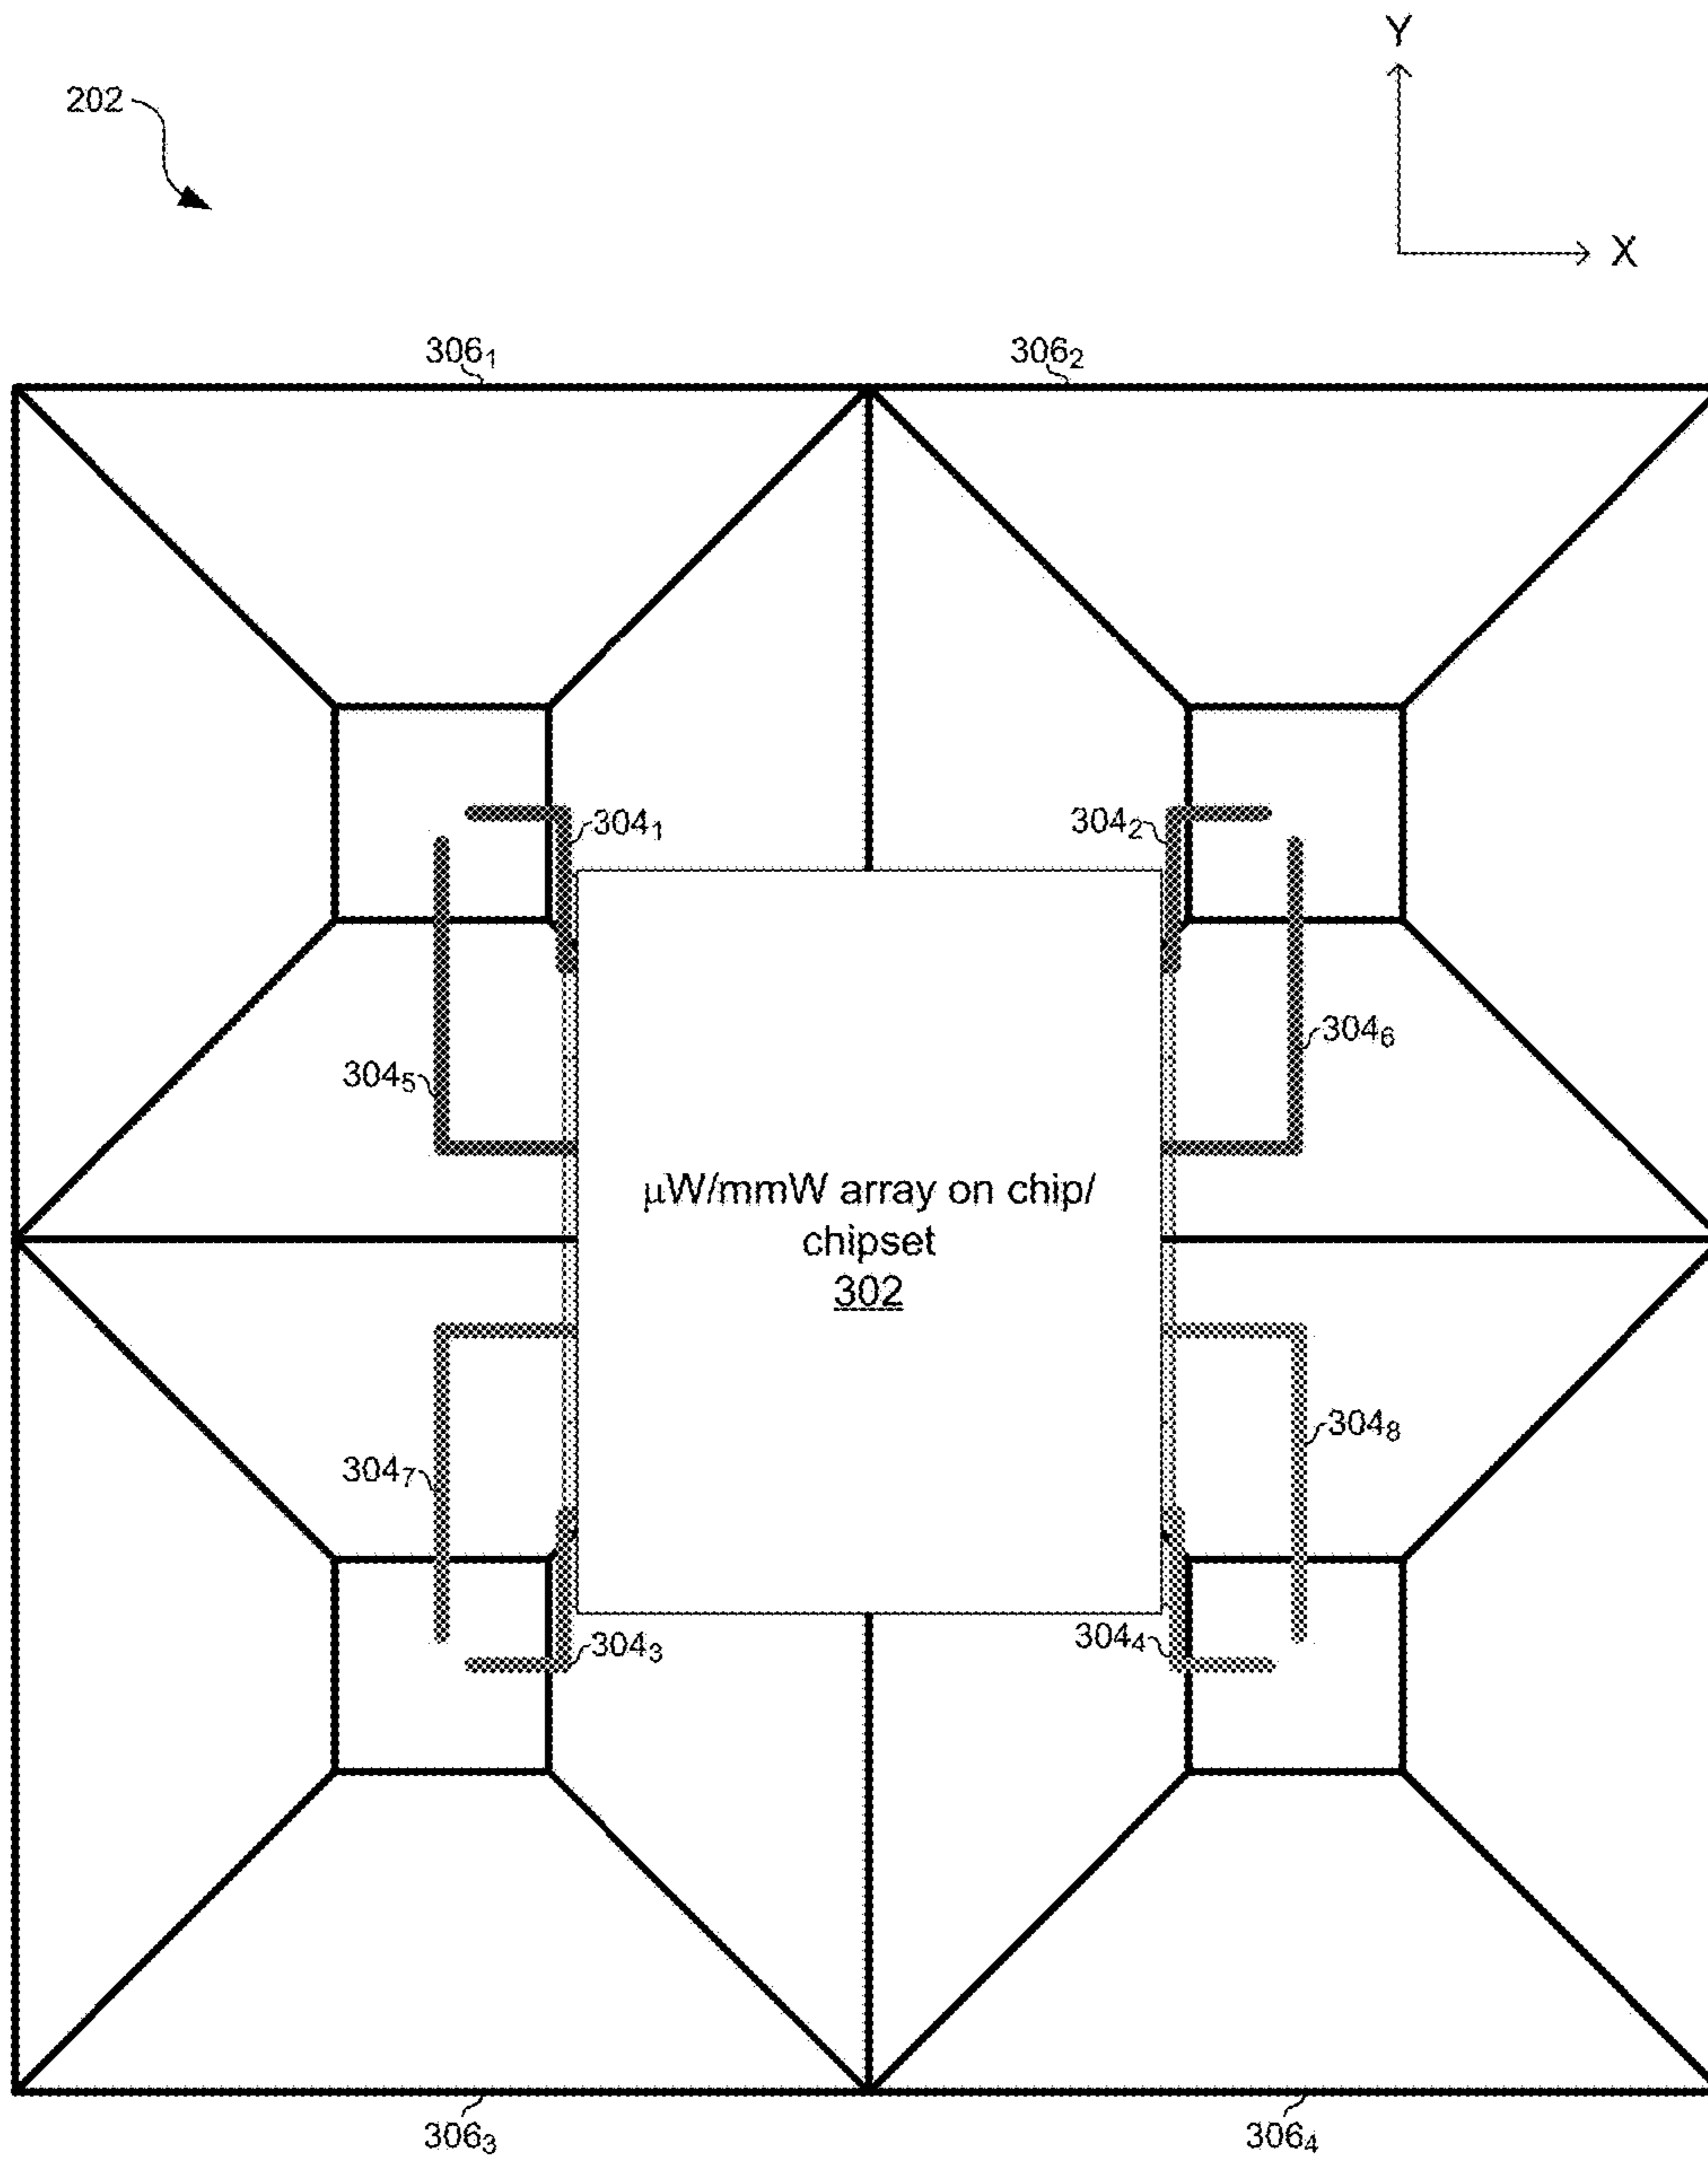 Y
202
X
306₁ 306₂
304₁ 304₂
304₆
304₅
µW/mmW array on chip/
chipset
302
304₈
304₇
304₃ 304₄
306₃ 306₄